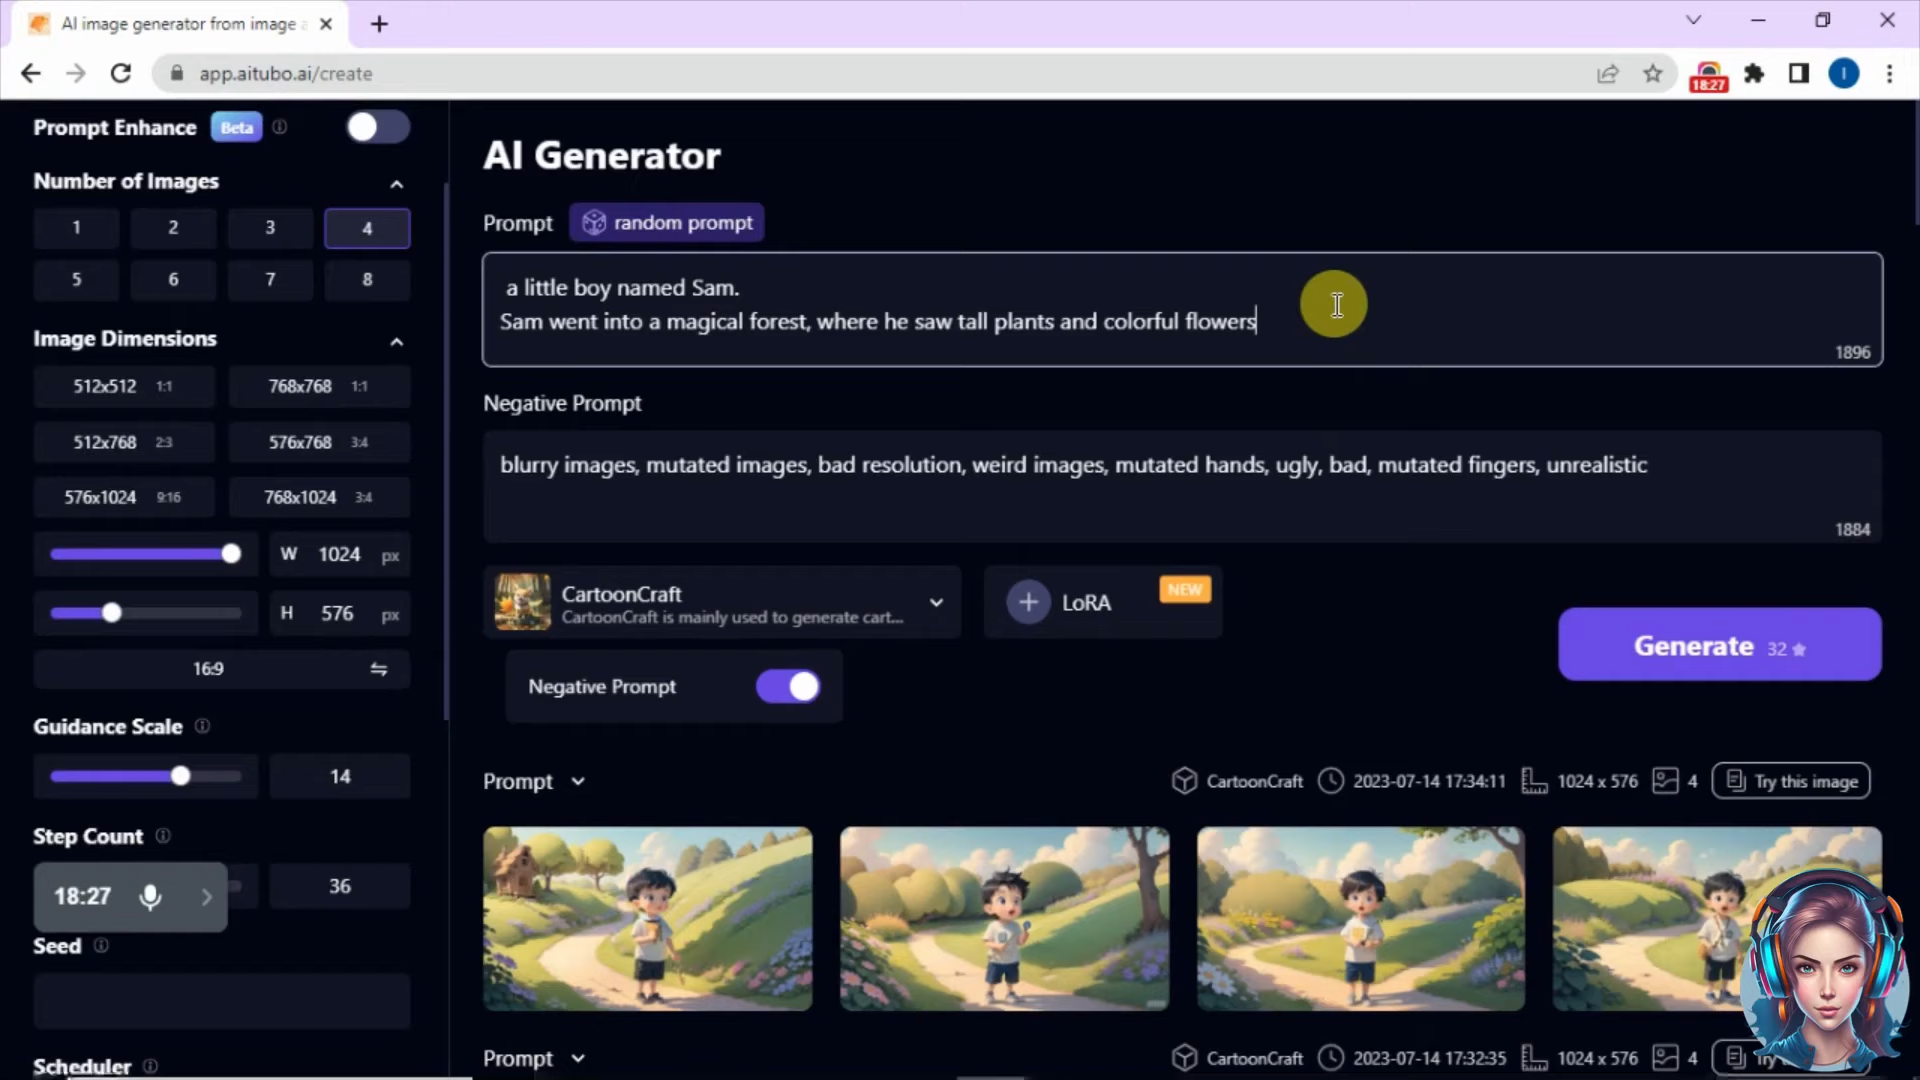 AI image generator from image a
app.aitubo.ai/create
18:27
I
Prompt Enhance Beta
Number of Images
1 2 3 4
5 6 7 8
Image Dimensions
512x512 1:1 768x768 1:1
512x768 2:3 576x768 3:4
576x1024 9:16 768x1024 3:4
W 1024 px
H 576 px
16:9
Guidance Scale
14
Step Count
18:27
36
Seed
Scheduler
AI Generator
Prompt random prompt
a little boy named Sam.
Sam went into a magical forest, where he saw tall plants and colorful flowers
1896
Negative Prompt
blurry images, mutated images, bad resolution, weird images, mutated hands, ugly, bad, mutated fingers, unrealistic
1884
CartoonCraft
CartoonCraft is mainly used to generate cart...
LoRA NEW
Generate 32
Negative Prompt
Prompt CartoonCraft 2023-07-14 17:34:11 1024 x 576 4 Try this image
Prompt CartoonCraft 2023-07-14 17:32:35 1024 x 576 4